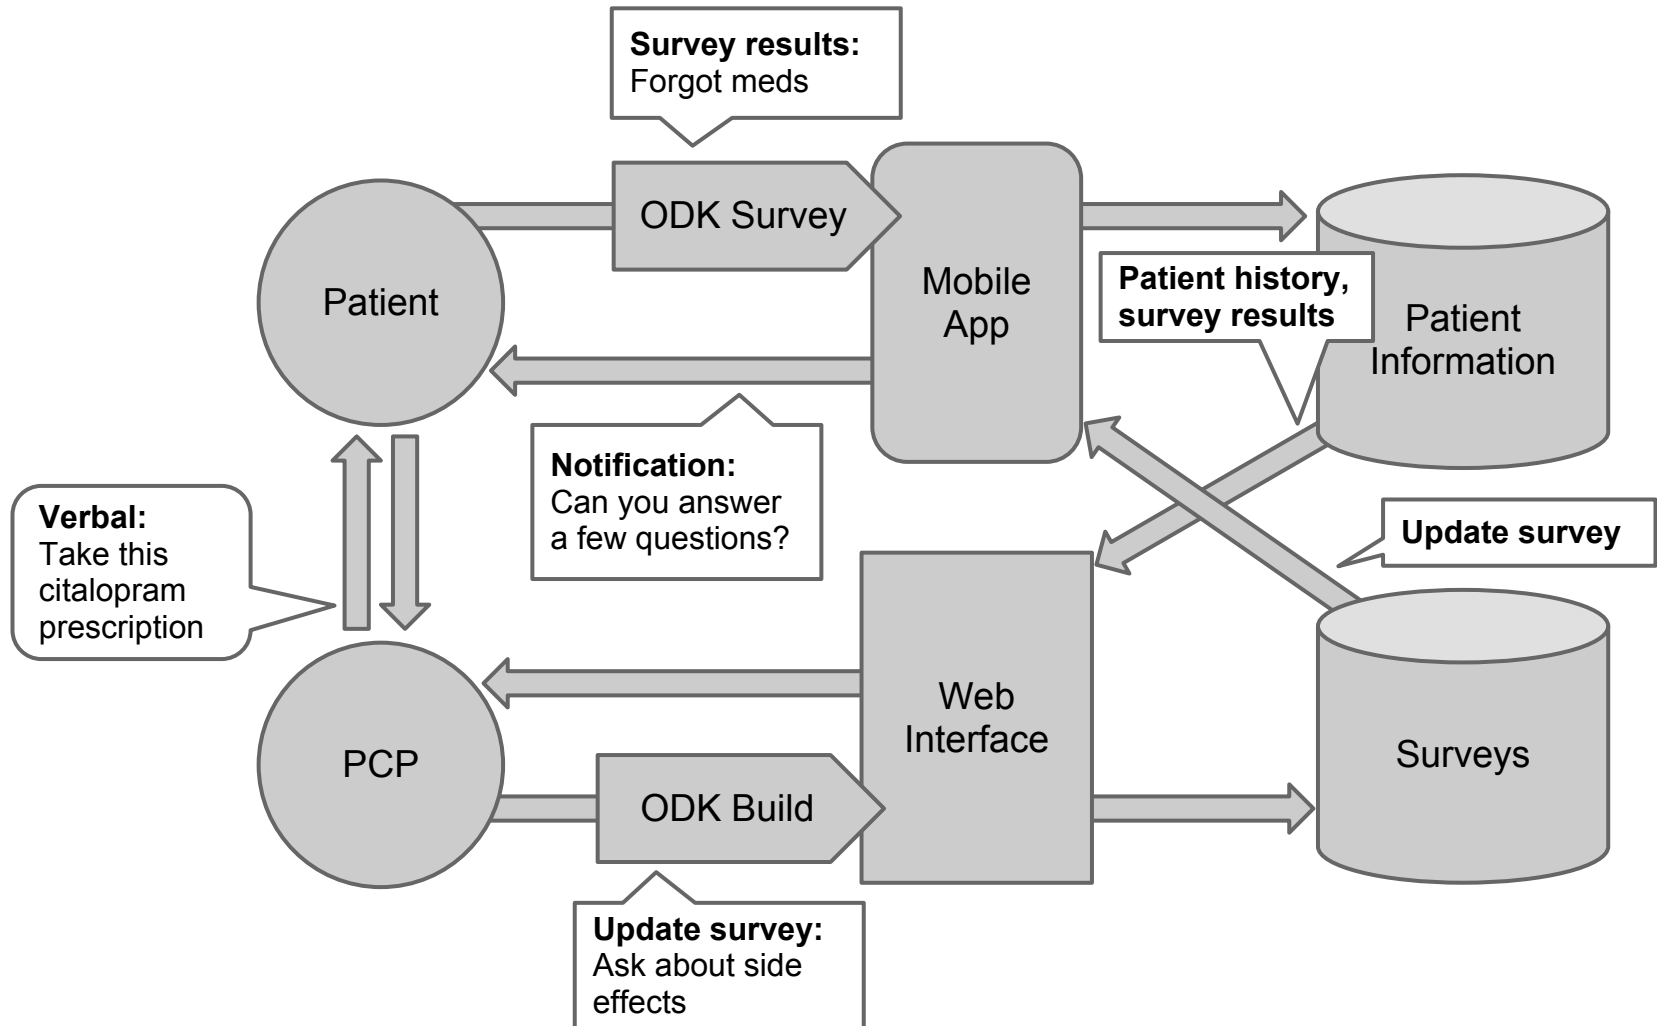 Survey results:
Forgot meds
ODK Survey
Patient
Mobile
App
Patient history,
survey results
Patient
Information
Notification:
Can you answer
a few questions?
Verbal:
Take this
citalopram
prescription
Update survey
Web
Interface
PCP
ODK Build
Surveys
Update survey:
Ask about side
effects